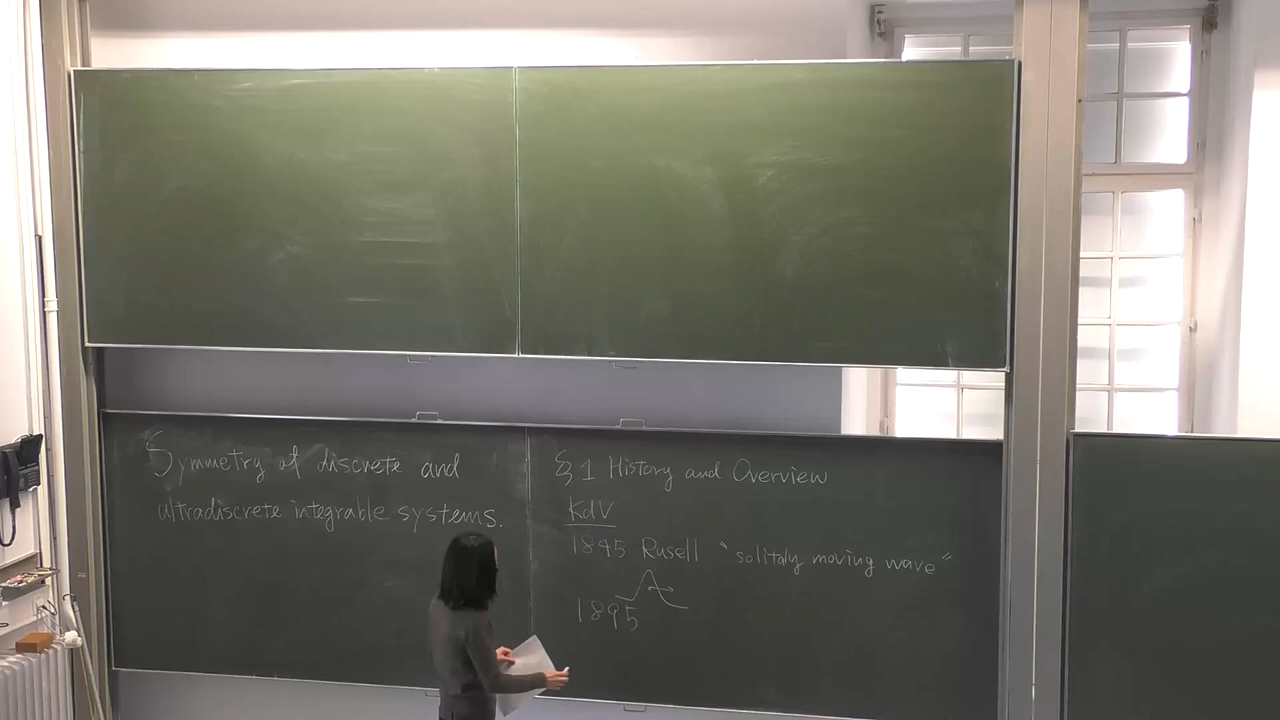 Symmetry of discrete and
ultradiscrete integrable systems.
§1 History and Overview
KdV
1845 Rusell "solitaly moving wave"
1895